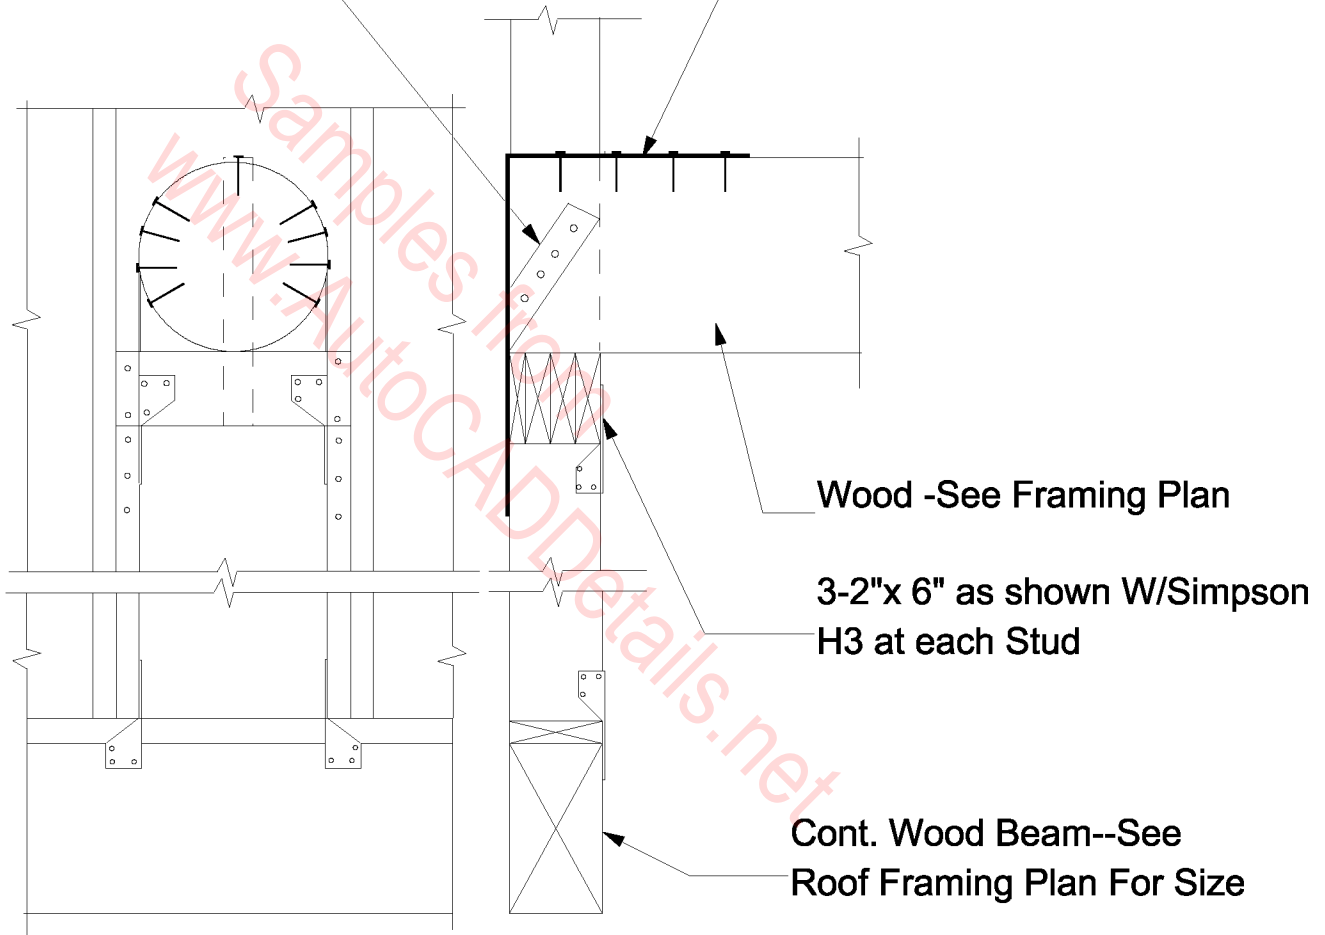 Samples from
www.AutoCADDetails.net
Wood -See Framing Plan
3-2"x 6" as shown W/Simpson
H3 at each Stud
Cont. Wood Beam--See
Roof Framing Plan For Size